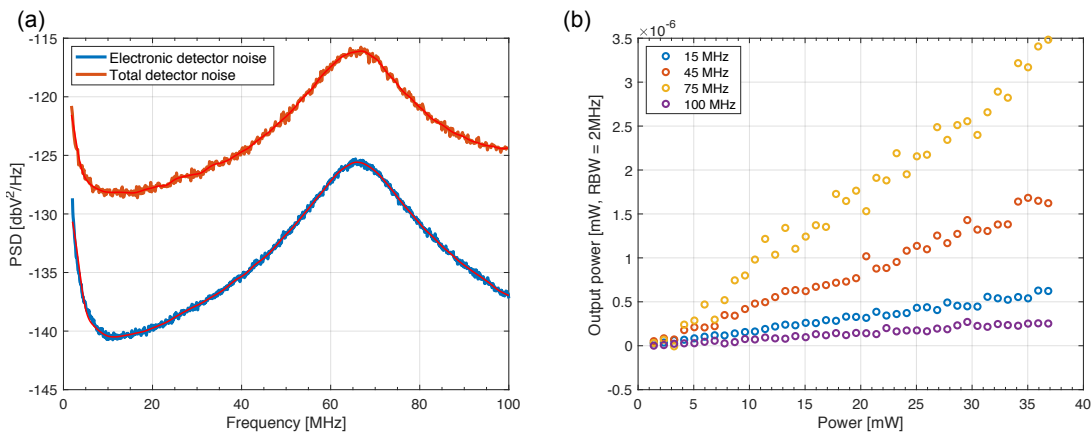 (a)
-115
-120
-125
-130
-135
-140
-145
PSD [dbV²/Hz]
Electronic detector noise
Total detector noise
0 20 40 60 80 100
Frequency [MHz]
(b)
×10⁻⁶
3.5
3
2.5
2
1.5
1
0.5
0
-0.5
Output power [mW, RBW = 2MHz]
15 MHz
45 MHz
75 MHz
100 MHz
0 5 10 15 20 25 30 35 40
Power [mW]